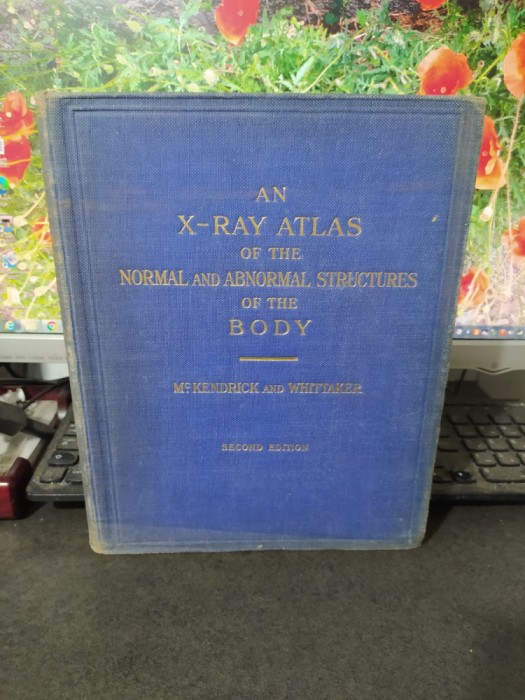 AN
X-RAY ATLAS
OF THE
NORMAL AND ABNORMAL STRUCTURES
OF THE
BODY
McKENDRICK AND WHITTAKER
SECOND EDITION